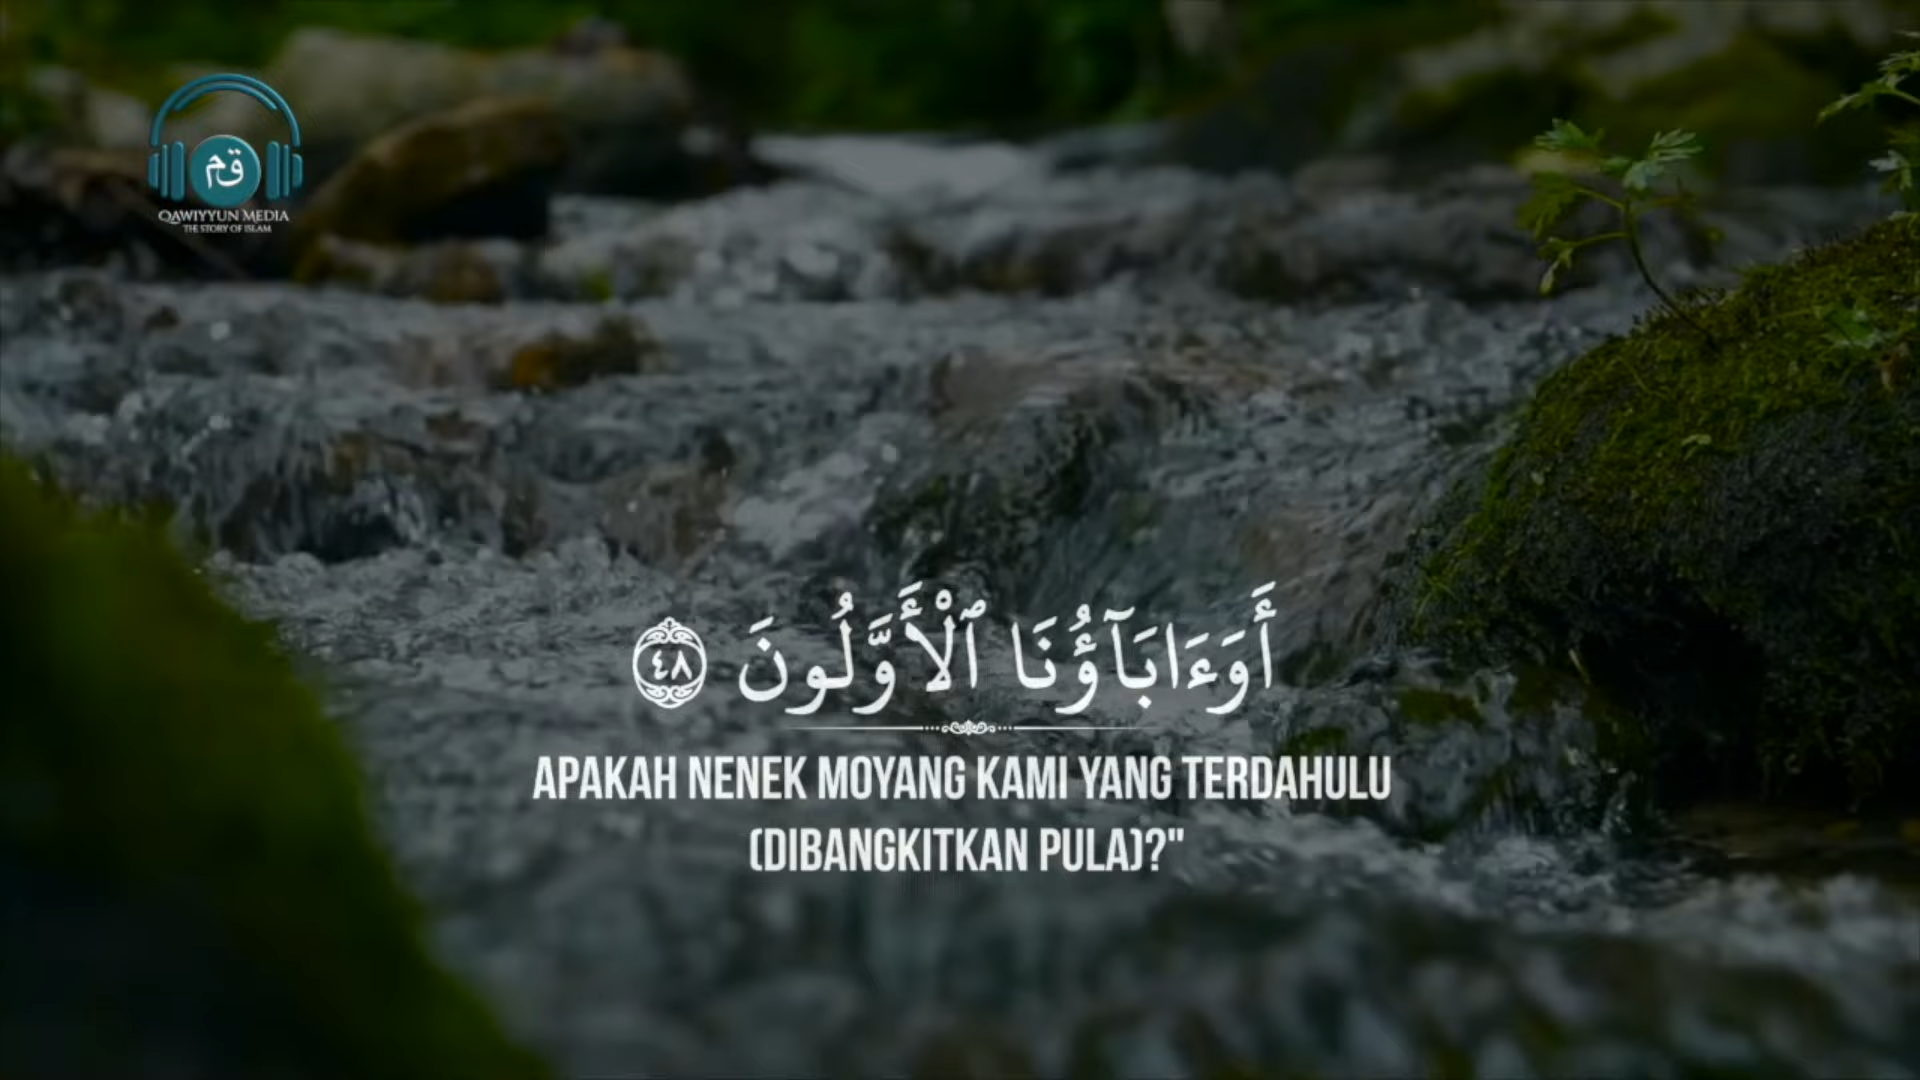 قم
QAWIYYUN MEDIA
THE STORY OF ISLAM
أَوَءَابَآؤُنَا ٱلْأَوَّلُونَ ٤٨
APAKAH NENEK MOYANG KAMI YANG TERDAHULU
(DIBANGKITKAN PULA)?"